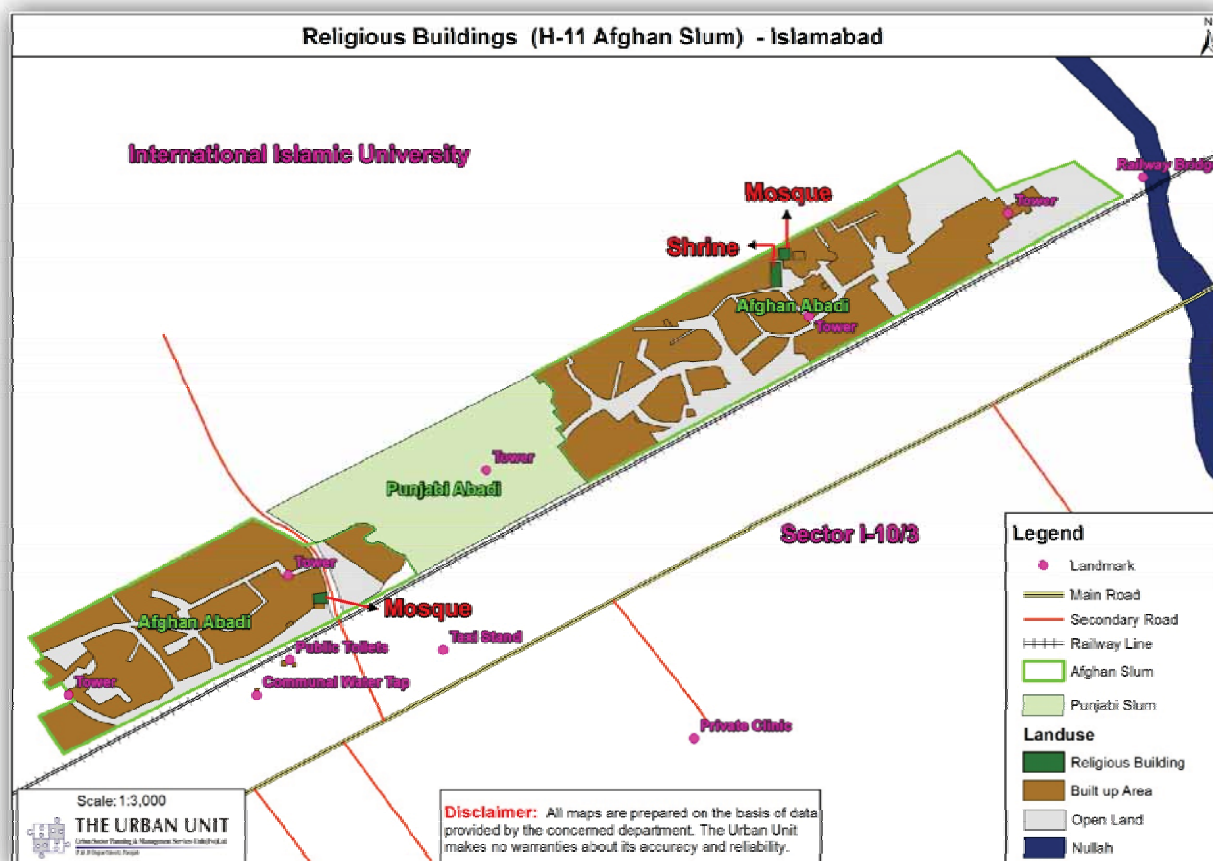 Religious Buildings (H-11 Afghan Slum) - Islamabad
N
International Islamic University
Railway Bridge
Mosque
Tower
Shrine
Afghan Abadi
Tower
Tower
Punjabi Abadi
Sector I-10/3
Tower
Mosque
Afghan Abadi
Public Toilets
Taxi Stand
Tower
Communal Water Tap
Private Clinic
Legend
Landmark
Main Road
Secondary Road
Railway Line
Afghan Slum
Punjabi Slum
Landuse
Religious Building
Built up Area
Open Land
Nullah
Scale: 1:3,000
THE URBAN UNIT
Disclaimer: All maps are prepared on the basis of data
provided by the concerned department. The Urban Unit
makes no warranties about its accuracy and reliability.